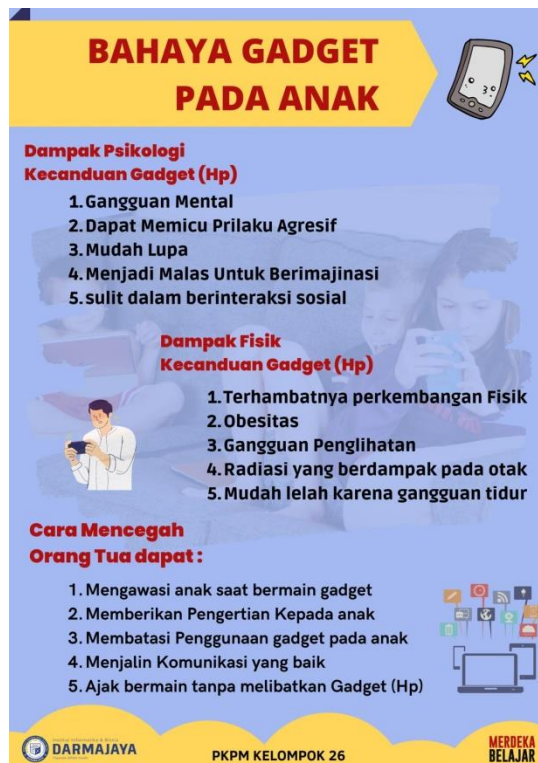 BAHAYA GADGET
PADA ANAK
Dampak Psikologi
Kecanduan Gadget (Hp)
1. Gangguan Mental
2. Dapat Memicu Prilaku Agresif
3. Mudah Lupa
4. Menjadi Malas Untuk Berimajinasi
5. sulit dalam berinteraksi sosial
Dampak Fisik
Kecanduan Gadget (Hp)
1. Terhambatnya perkembangan Fisik
2. Obesitas
3. Gangguan Penglihatan
4. Radiasi yang berdampak pada otak
5. Mudah lelah karena gangguan tidur
Cara Mencegah
Orang Tua dapat :
1. Mengawasi anak saat bermain gadget
2. Memberikan Pengertian Kepada anak
3. Membatasi Penggunaan gadget pada anak
4. Menjalin Komunikasi yang baik
5. Ajak bermain tanpa melibatkan Gadget (Hp)
Institut Informatika & Bisnis
DARMAJAYA
PKPM KELOMPOK 26
MERDEKA
BELAJAR